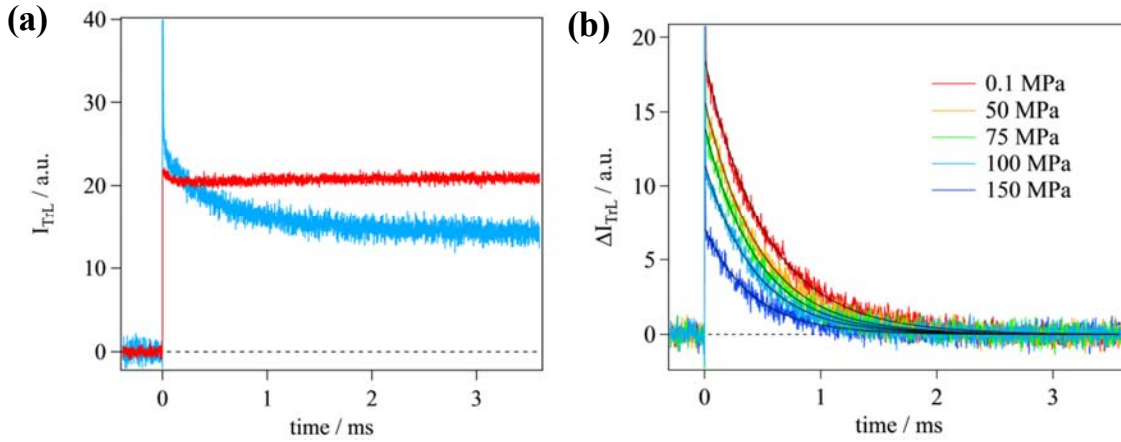 (a)
40
30
20
10
0
I_TrL / a.u.
0 1 2 3
time / ms
(b)
20
15
10
5
0
ΔI_TrL / a.u.
0.1 MPa
50 MPa
75 MPa
100 MPa
150 MPa
0 1 2 3
time / ms